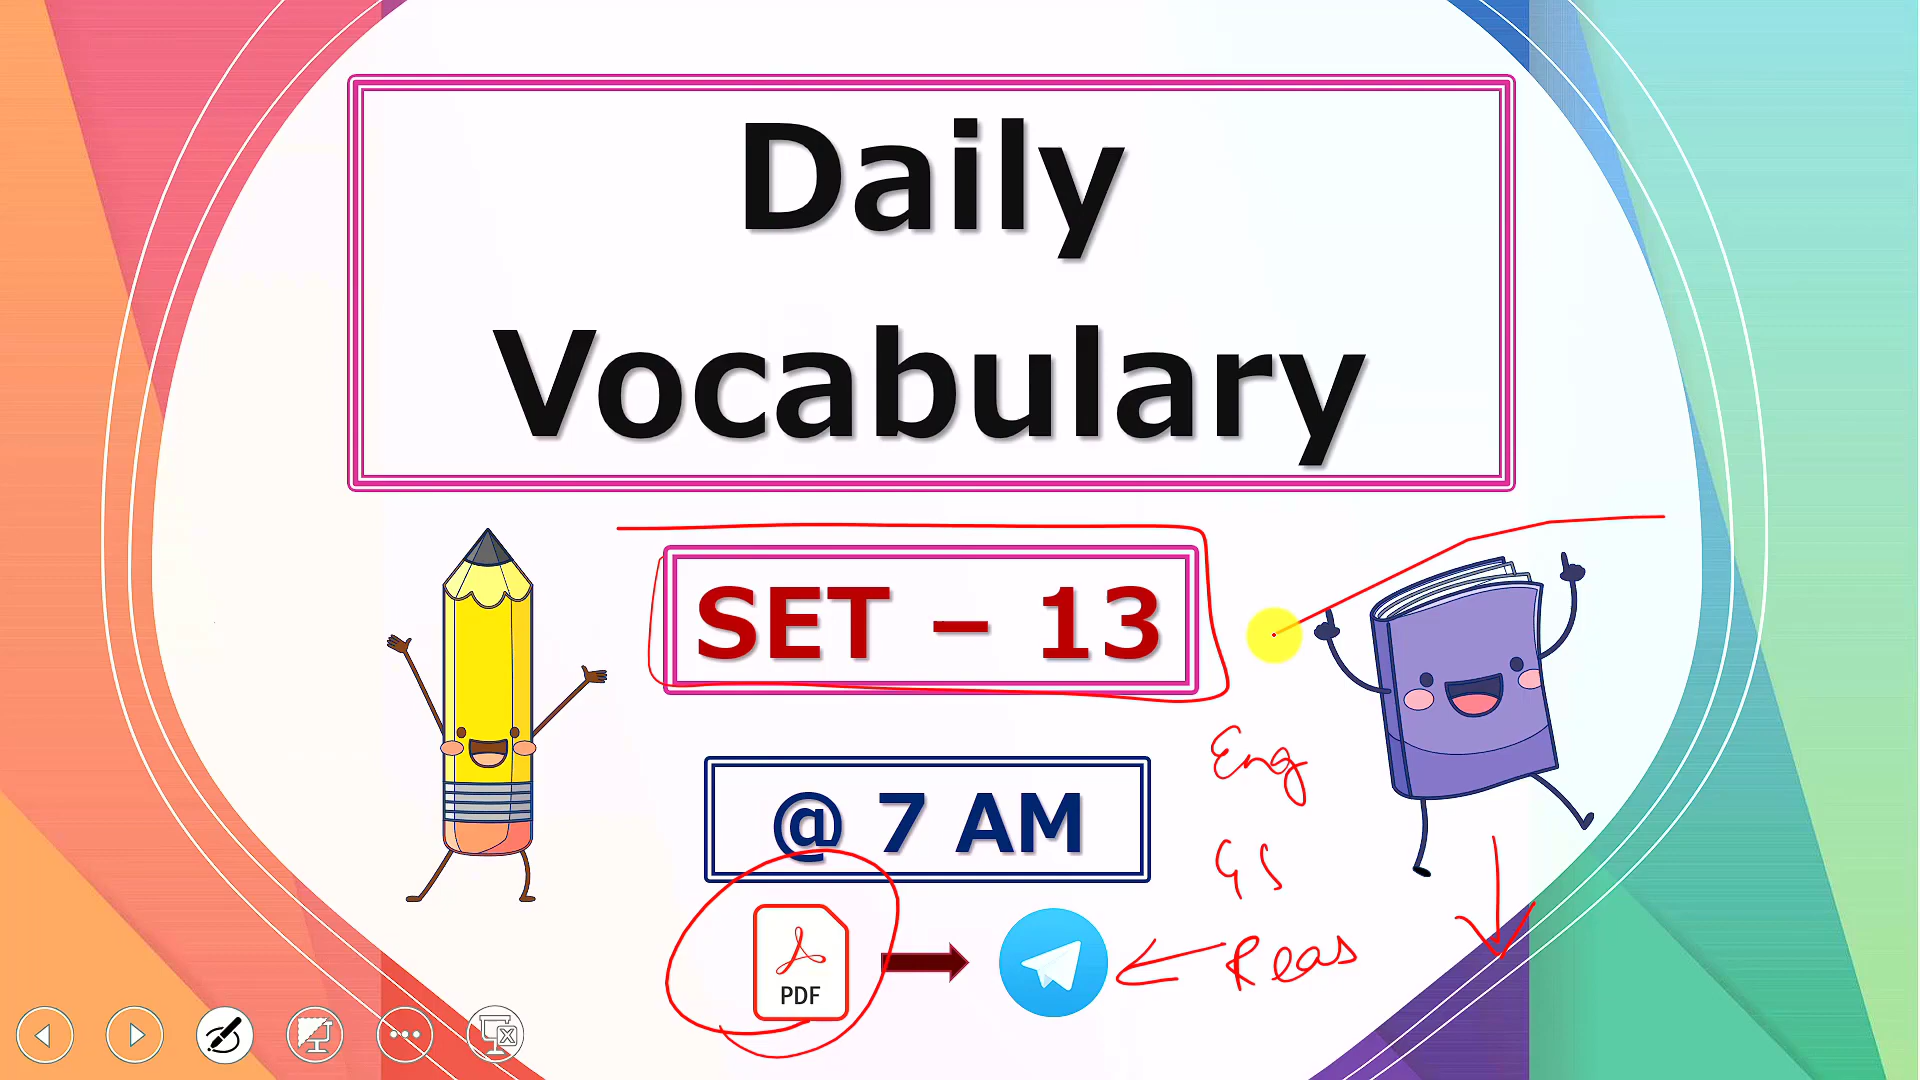 Daily
Vocabulary
SET – 13
@ 7 AM
Eng
GS
Reas
PDF